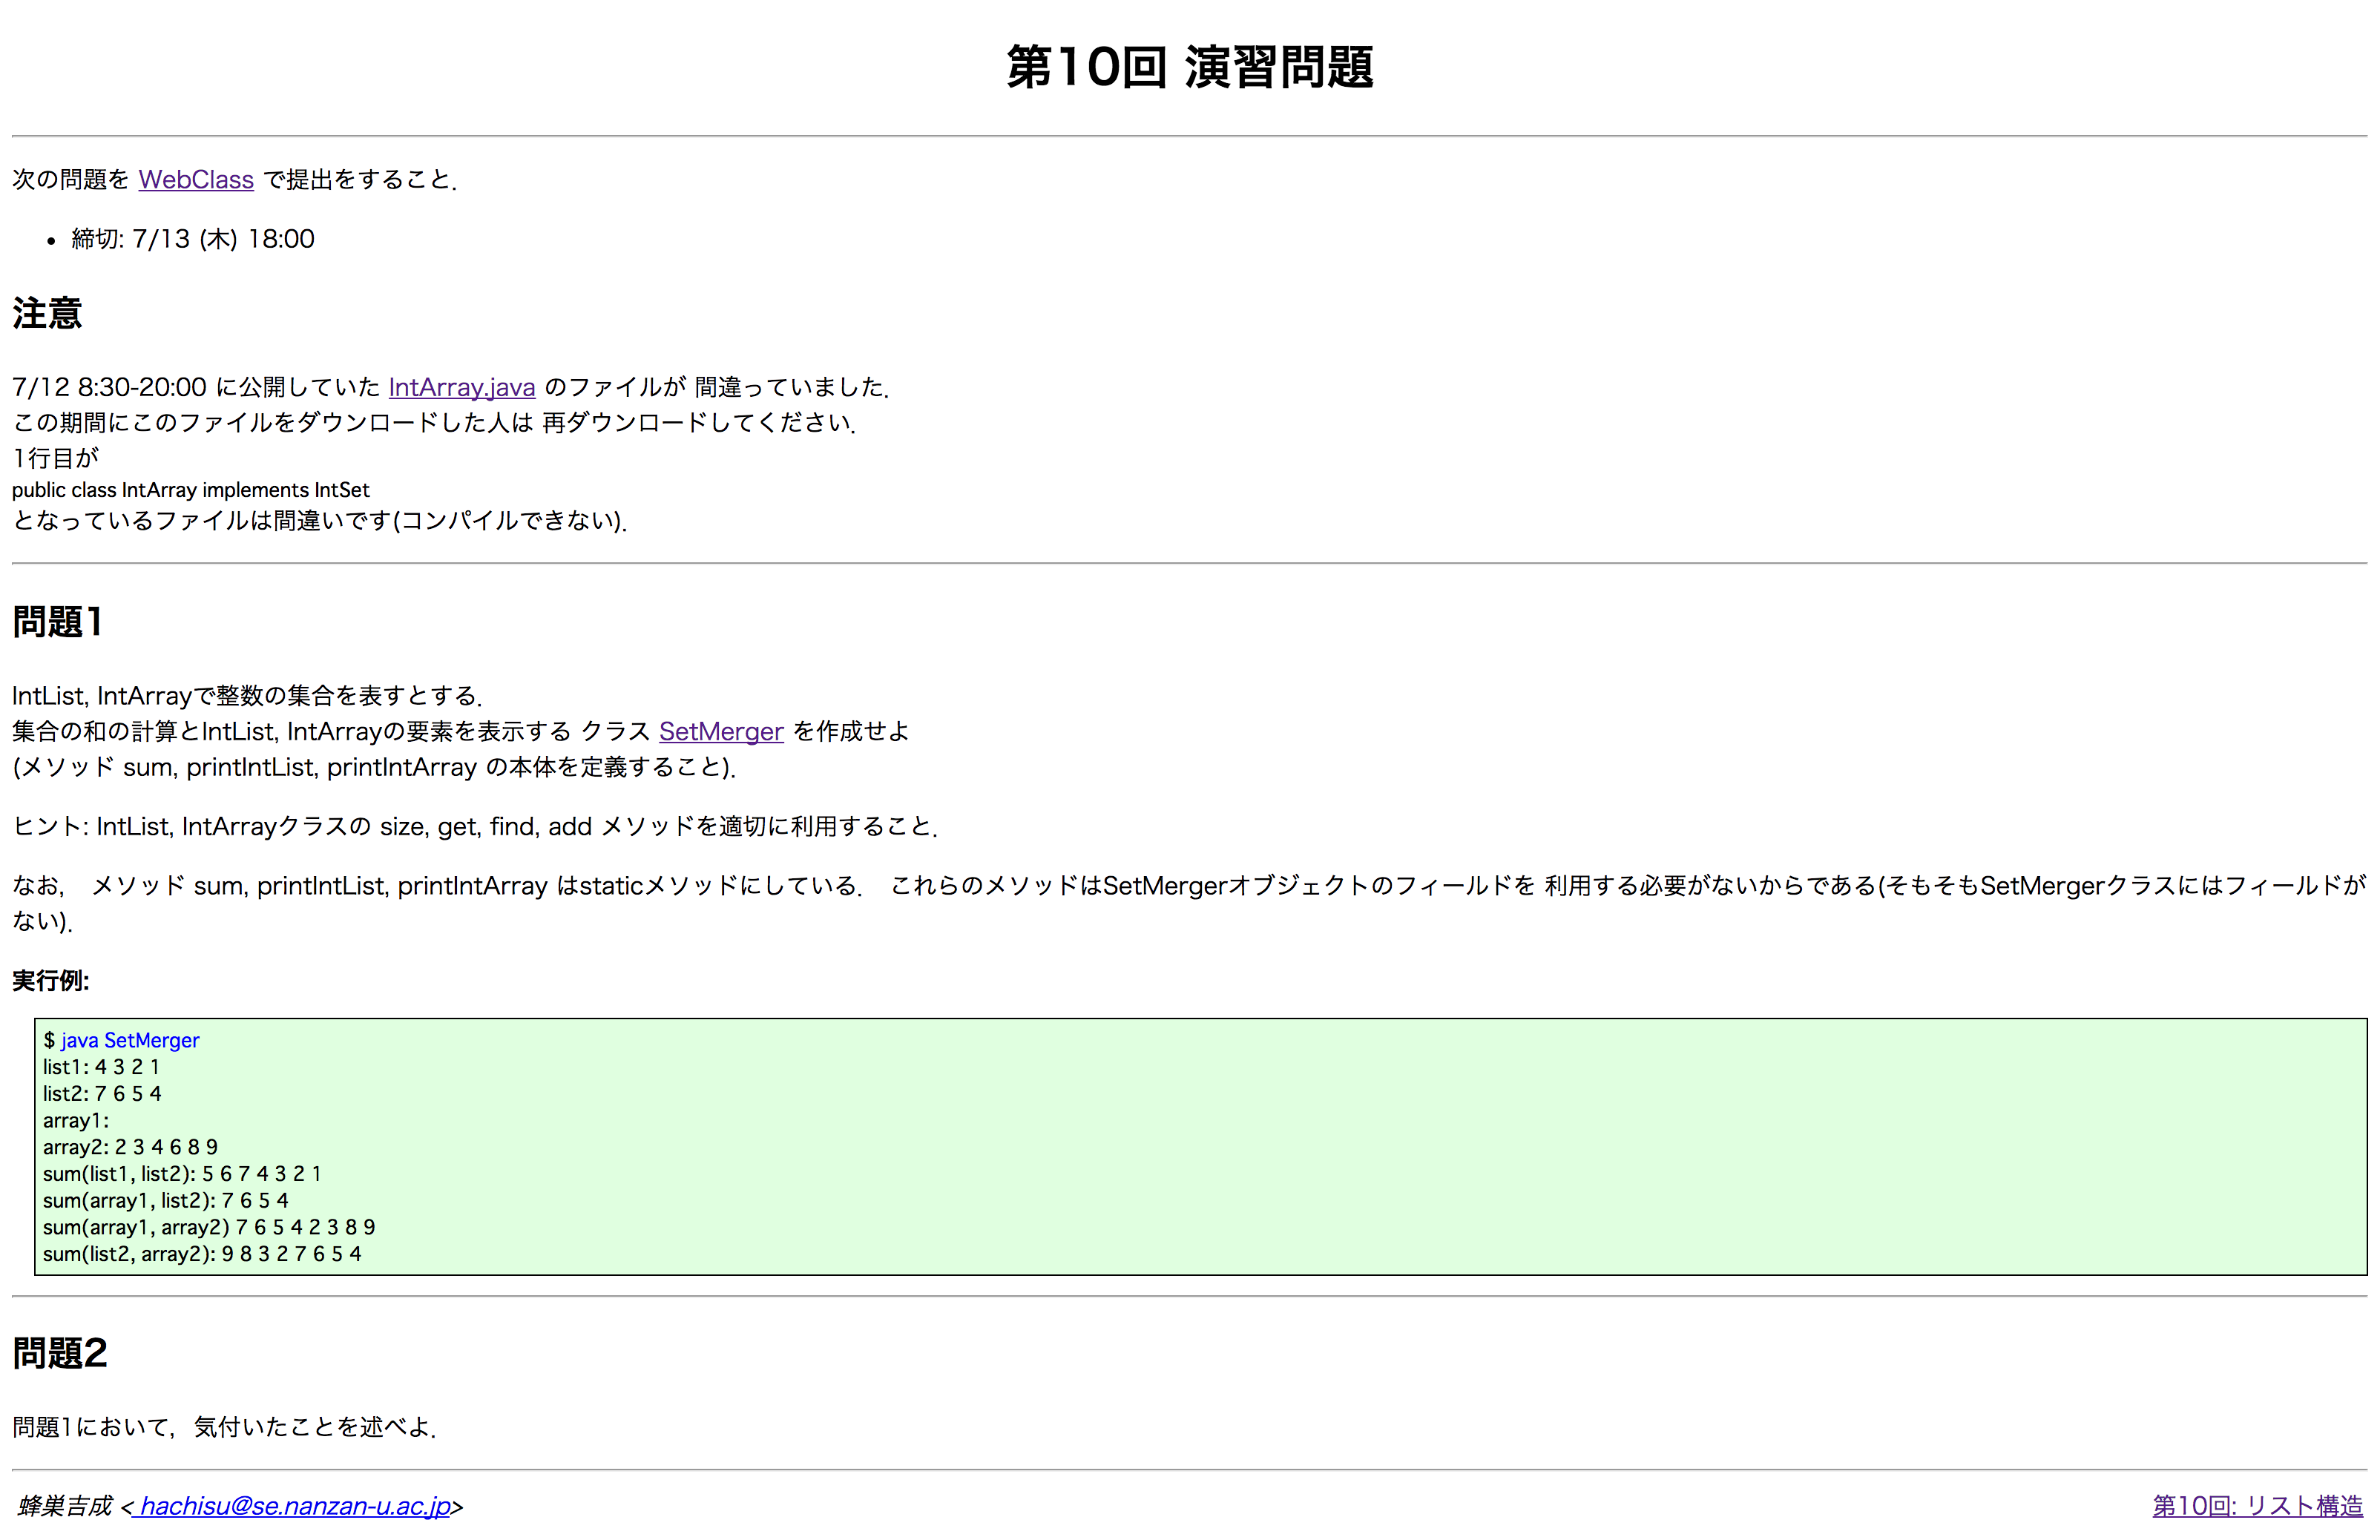 第10回 演習問題
次の問題を WebClass で提出をすること．
• 締切: 7/13 (木) 18:00
注意
7/12 8:30-20:00 に公開していた IntArray.java のファイルが 間違っていました．
この期間にこのファイルをダウンロードした人は 再ダウンロードしてください．
1行目が
public class IntArray implements IntSet
となっているファイルは間違いです(コンパイルできない)．
問題1
IntList, IntArrayで整数の集合を表すとする．
集合の和の計算とIntList, IntArrayの要素を表示する クラス SetMerger を作成せよ
(メソッド sum, printIntList, printIntArray の本体を定義すること)．
ヒント: IntList, IntArrayクラスの size, get, find, add メソッドを適切に利用すること．
なお， メソッド sum, printIntList, printIntArray はstaticメソッドにしている． これらのメソッドはSetMergerオブジェクトのフィールドを 利用する必要がないからである(そもそもSetMergerクラスにはフィールドが
ない)．
実行例:
$ java SetMerger
list1: 4 3 2 1
list2: 7 6 5 4
array1:
array2: 2 3 4 6 8 9
sum(list1, list2): 5 6 7 4 3 2 1
sum(array1, list2): 7 6 5 4
sum(array1, array2) 7 6 5 4 2 3 8 9
sum(list2, array2): 9 8 3 2 7 6 5 4
問題2
問題1において，気付いたことを述べよ．
蜂巣吉成 < hachisu@se.nanzan-u.ac.jp>
第10回: リスト構造